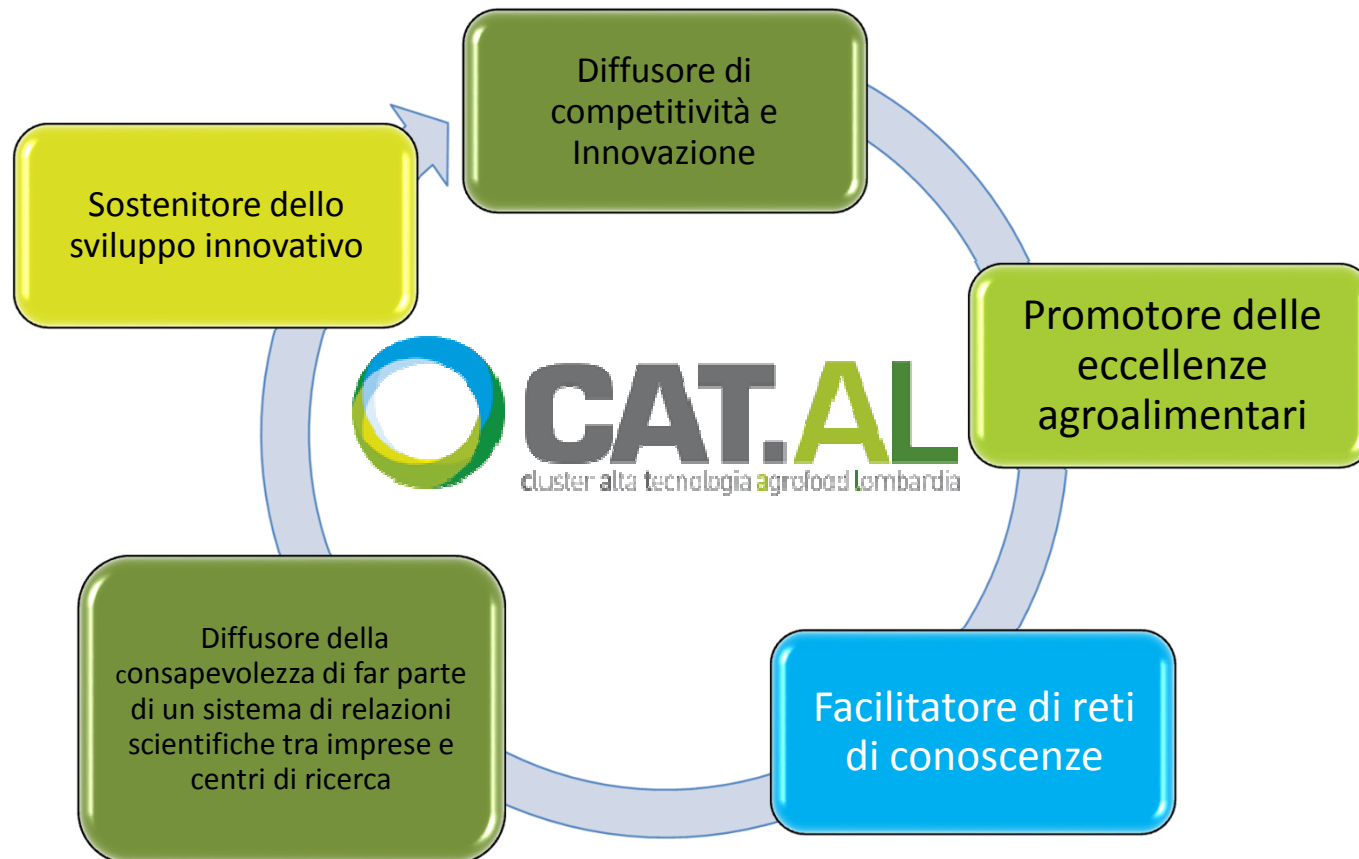 Diffusore di
competitività e
Innovazione
Promotore delle
eccellenze
agroalimentari
Facilitatore di reti
di conoscenze
Diffusore della
consapevolezza di far parte
di un sistema di relazioni
scientifiche tra imprese e
centri di ricerca
Sostenitore dello
sviluppo innovativo
CAT.AL
cluster alta tecnologia agrofood Lombardia